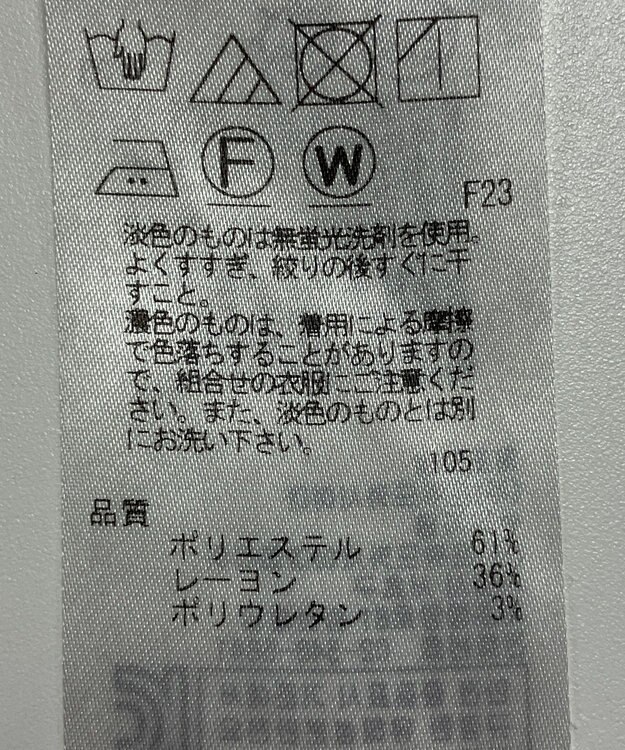 F W
F23
淡色のものは無蛍光洗剤を使用。
よくすすぎ、絞りの後すぐに干
すこと。
濃色のものは、着用による摩擦
で色落ちすることがありますの
で、組合せの衣服にご注意くだ
さい。また、淡色のものとは別
にお洗い下さい。
105
品質
ポリエステル 61%
レーヨン 36%
ポリウレタン 3%